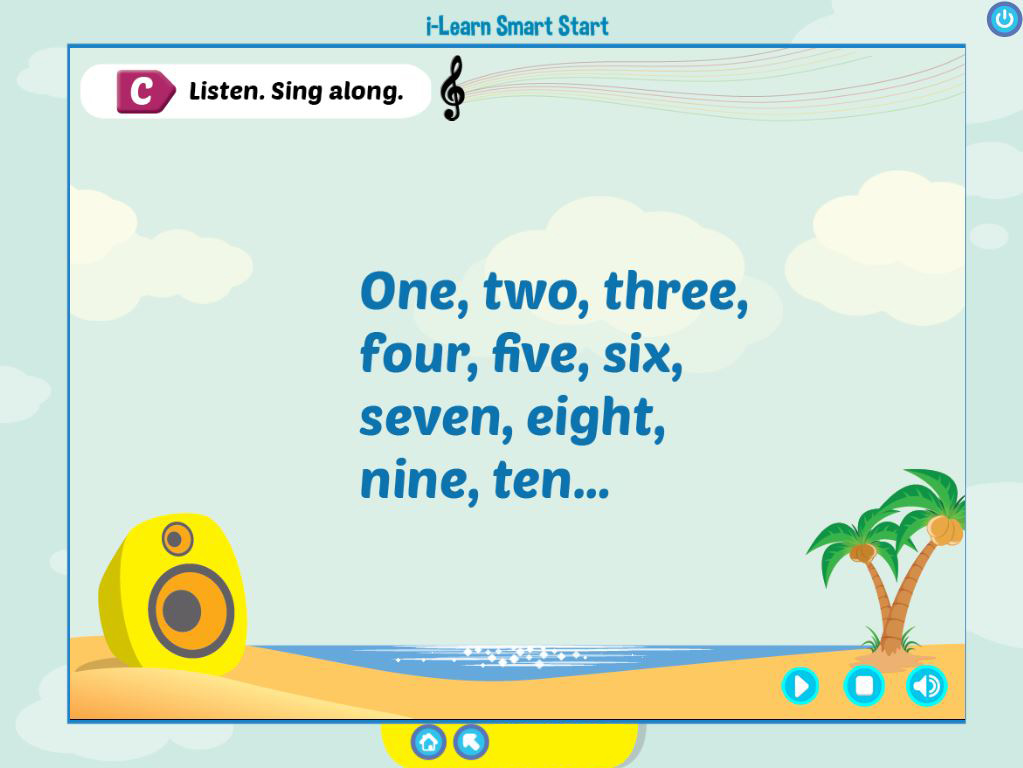 i-Learn Smart Start
C Listen. Sing along.
One, two, three,
four, five, six,
seven, eight,
nine, ten...